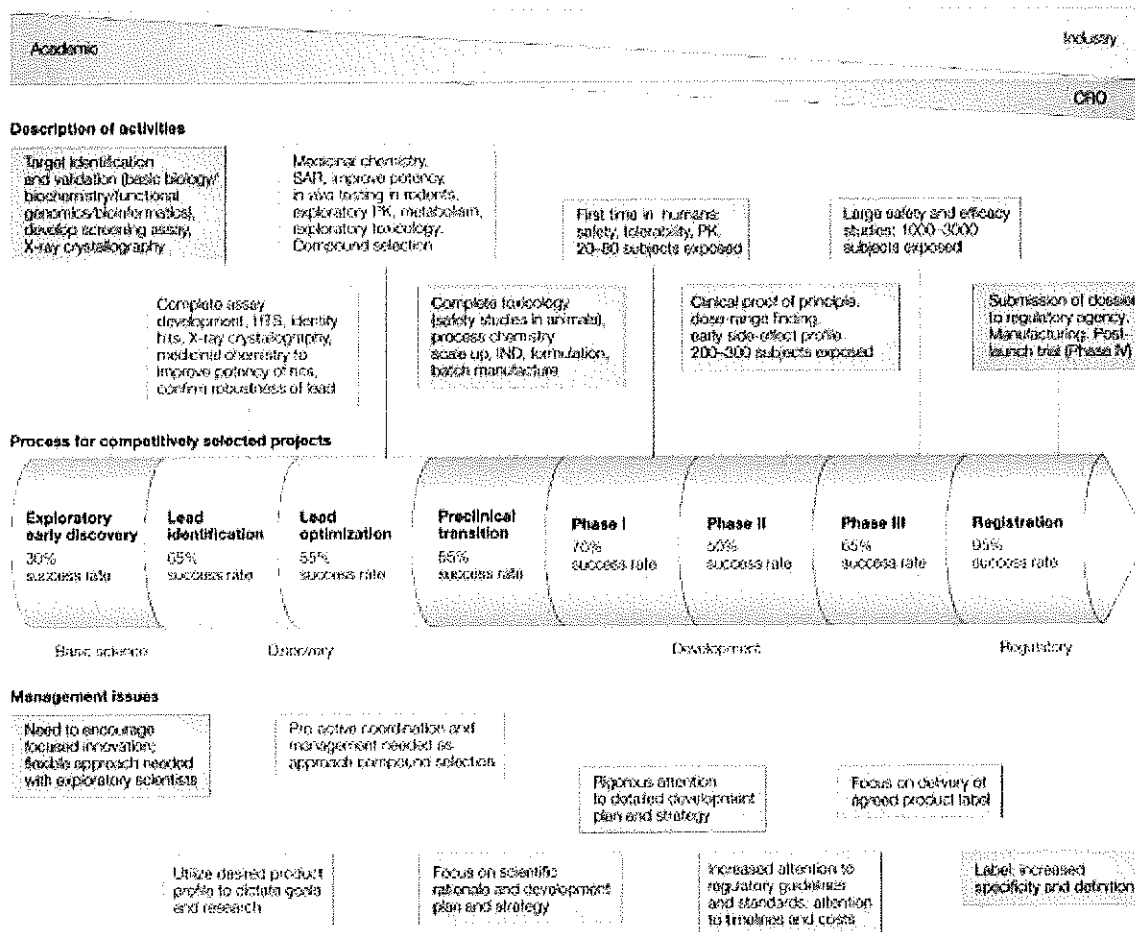 Academic
Industry
CRO
Description of activities
Target identification
and validation (basic biology/
biochemistry/functional
genomics/bioinformatics),
develop screening assay,
X-ray crystallography
Medicinal chemistry,
SAR, improve potency,
in vivo testing in rodents,
exploratory PK, metabolism,
exploratory toxicology.
Compound selection
First time in humans:
safety, tolerability, PK,
20–80 subjects exposed
Large safety and efficacy
studies: 1000–3000
subjects exposed
Complete assay
development, HTS, identify
hits, X-ray crystallography,
medicinal chemistry to
improve potency of hits,
confirm robustness of lead
Complete toxicology
(safety studies in animals),
process chemistry
scale up, IND, formulation,
batch manufacture
Clinical proof of principle,
dose-range finding,
early side-effect profile
200–300 subjects exposed
Submission of dossier
to regulatory agency,
Manufacturing. Post-
launch trial (Phase IV)
Process for competitively selected projects
Exploratory
early discovery
30%
success rate
Lead
identification
65%
success rate
Lead
optimization
55%
success rate
Preclinical
transition
55%
success rate
Phase I
70%
success rate
Phase II
50%
success rate
Phase III
65%
success rate
Registration
95%
success rate
Basic science
Discovery
Development
Regulatory
Management issues
Need to encourage
focused innovation;
flexible approach needed
with exploratory scientists
Pro-active coordination and
management needed as
approach compound selection
Rigorous attention
to detailed development
plan and strategy
Focus on delivery of
agreed product label
Utilize desired product
profile to dictate goals
and research
Focus on scientific
rationale and development
plan and strategy
Increased attention to
regulatory guidelines
and standards; attention
to timelines and costs
Label: increased
specificity and definition